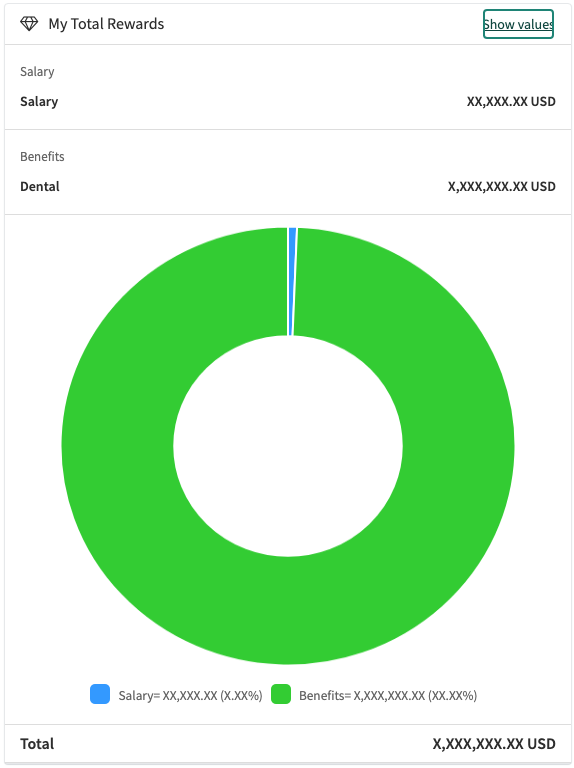 My Total Rewards Show values
Salary
Salary XX,XXX.XX USD
Benefits
Dental X,XXX,XXX.XX USD
Salary= XX,XXX.XX (X.XX%) Benefits= X,XXX,XXX.XX (XX.XX%)
Total X,XXX,XXX.XX USD